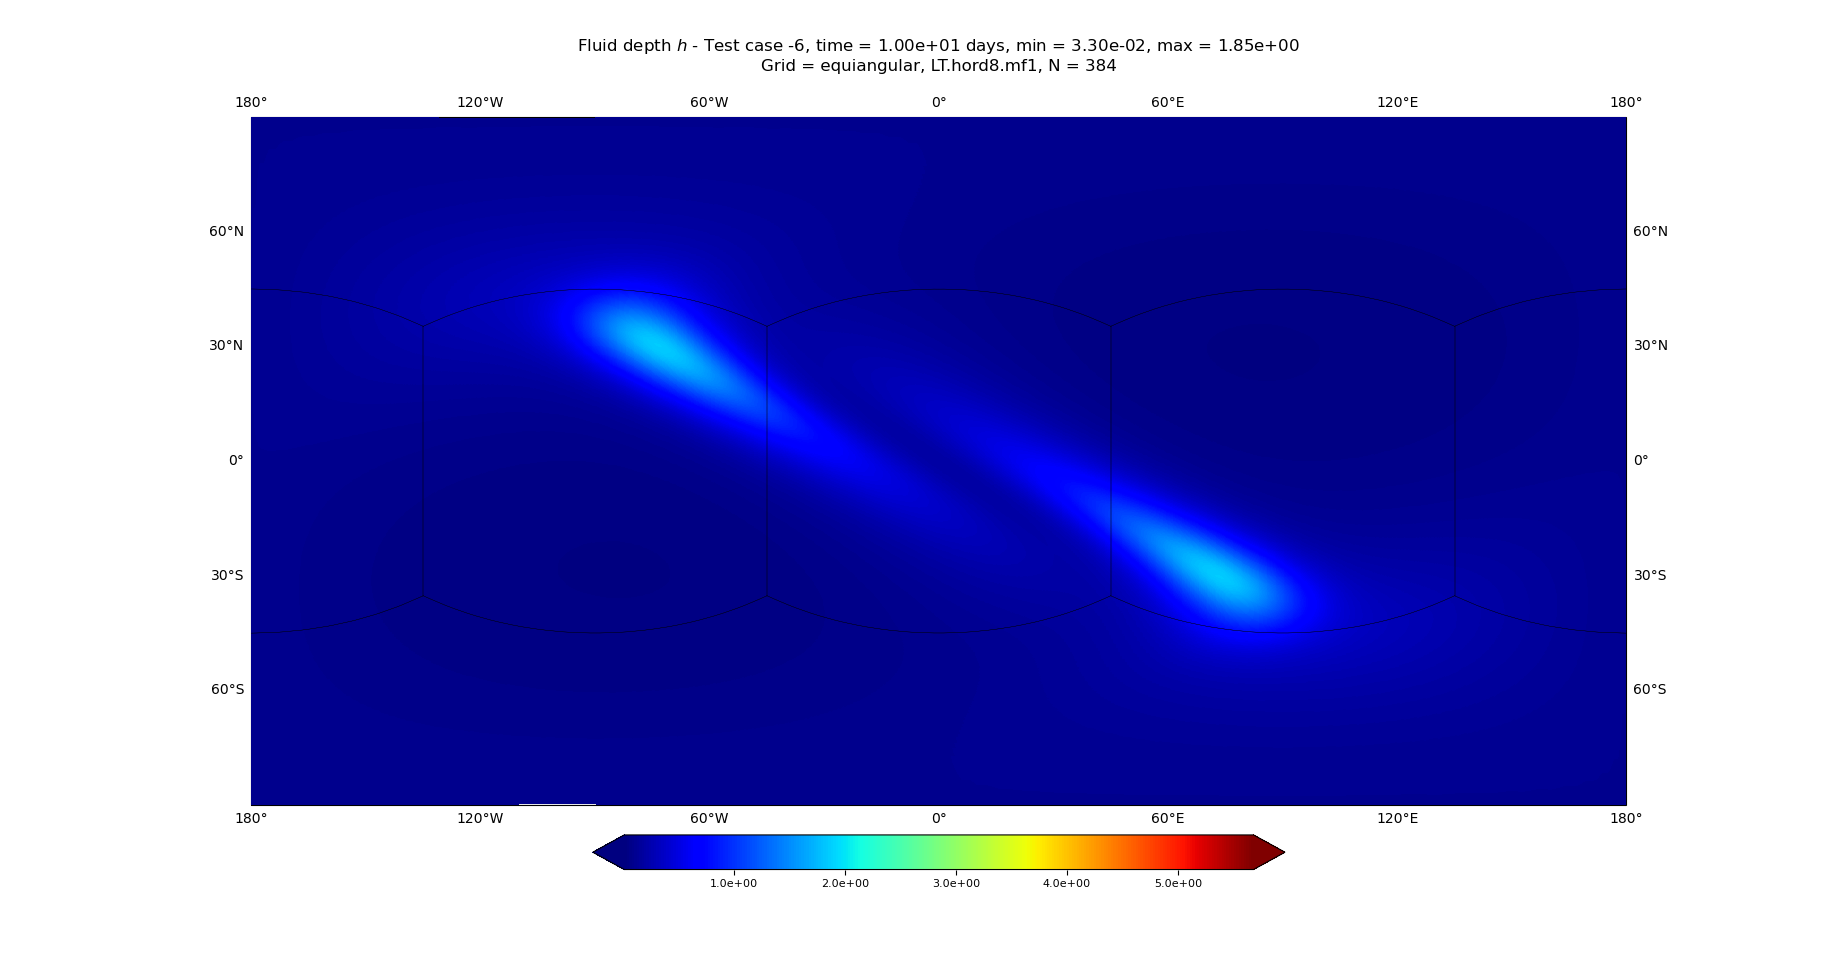 Fluid depth h - Test case -6, time = 1.00e+01 days, min = 3.30e-02, max = 1.85e+00
Grid = equiangular, LT.hord8.mf1, N = 384
180° 120°W 60°W 0° 60°E 120°E 180°
60°N 60°N
30°N 30°N
0° 0°
30°S 30°S
60°S 60°S
180° 120°W 60°W 0° 60°E 120°E 180°
1.0e+00 2.0e+00 3.0e+00 4.0e+00 5.0e+00